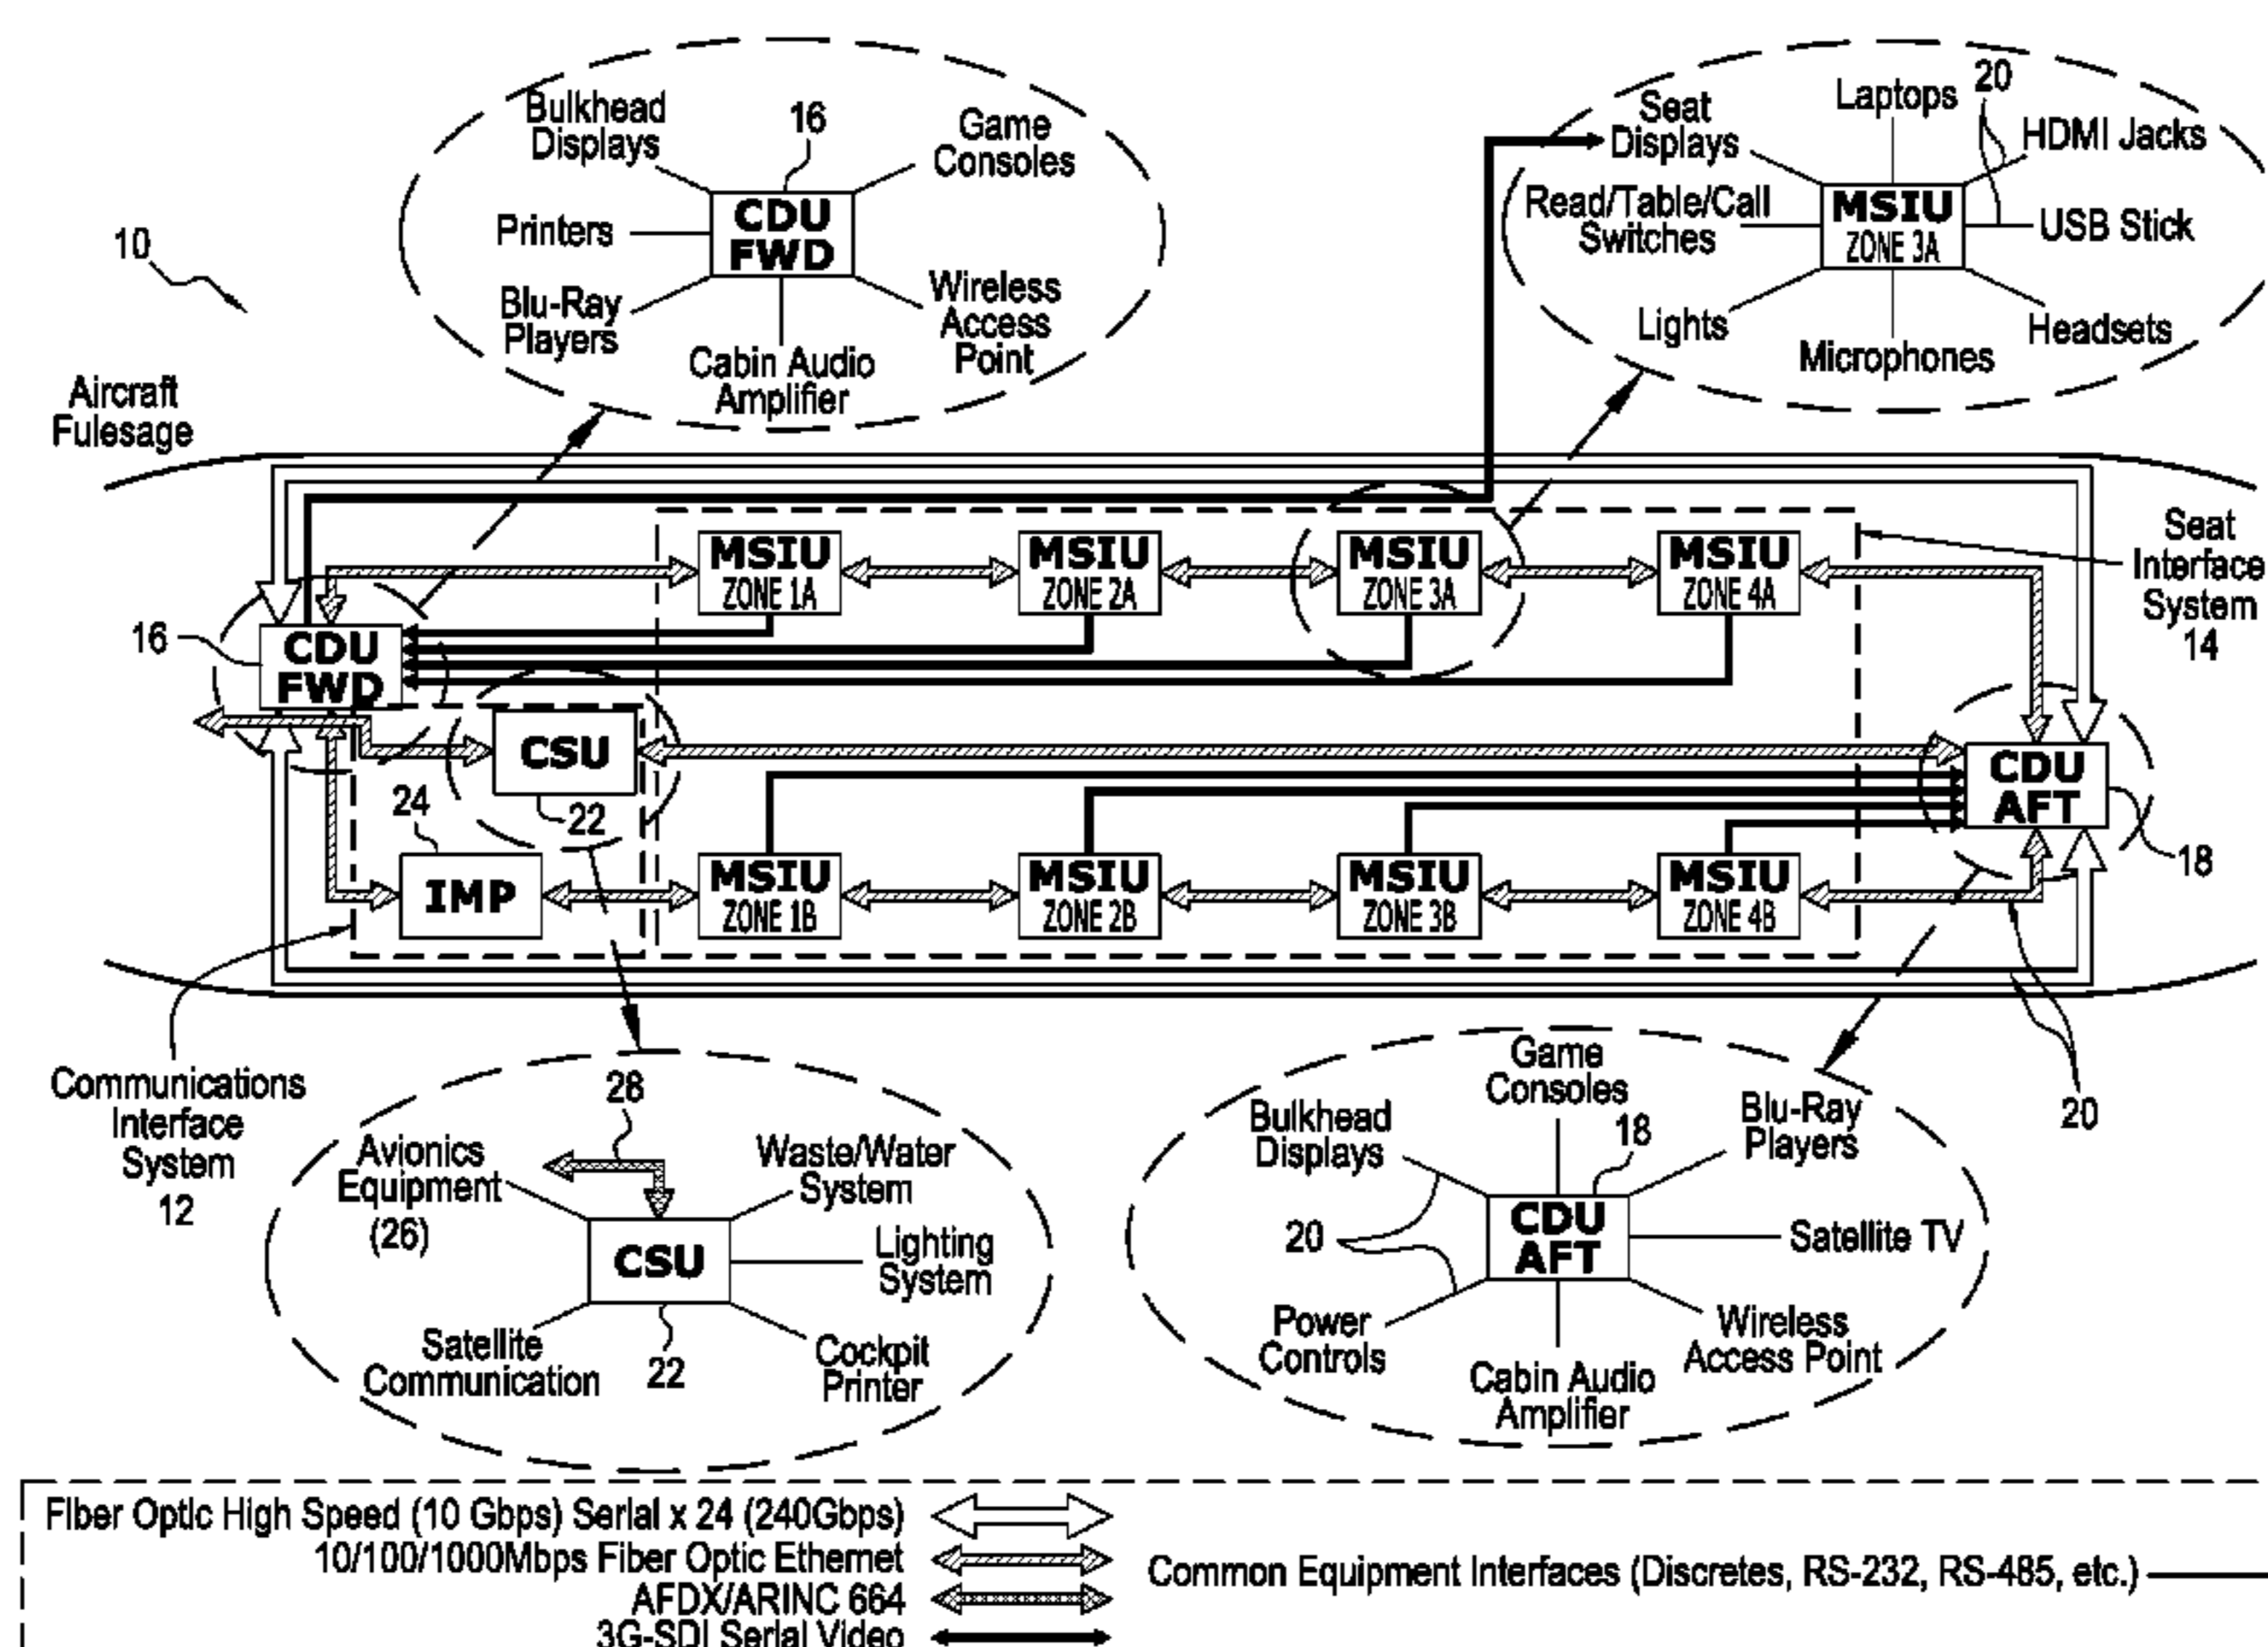 Bulkhead
Displays
16
Game
Consoles
Printers
CDU
FWD
Blu-Ray
Players
Cabin Audio
Amplifier
Wireless
Access
Point
Seat
Displays
Laptops
20
HDMI Jacks
Read/Table/Call
Switches
MSIU
ZONE 3A
USB Stick
Lights
Microphones
Headsets
10
Aircraft
Fulesage
MSIU
ZONE 1A
MSIU
ZONE 2A
MSIU
ZONE 3A
MSIU
ZONE 4A
Seat
Interface
System
14
16
CDU
FWD
CSU
22
CDU
AFT
18
24
IMP
MSIU
ZONE 1B
MSIU
ZONE 2B
MSIU
ZONE 3B
MSIU
ZONE 4B
Communications
Interface
System
12
20
28
Avionics
Equipment
(26)
Waste/Water
System
CSU
Lighting
System
Satellite
Communication
22
Cockpit
Printer
Game
Consoles
Bulkhead
Displays
18
Blu-Ray
Players
20
CDU
AFT
Satellite TV
Power
Controls
Cabin Audio
Amplifier
Wireless
Access Point
Fiber Optic High Speed (10 Gbps) Serial x 24 (240Gbps)
10/100/1000Mbps Fiber Optic Ethernet
AFDX/ARINC 664
3G-SDI Serial Video
Common Equipment Interfaces (Discretes, RS-232, RS-485, etc.)